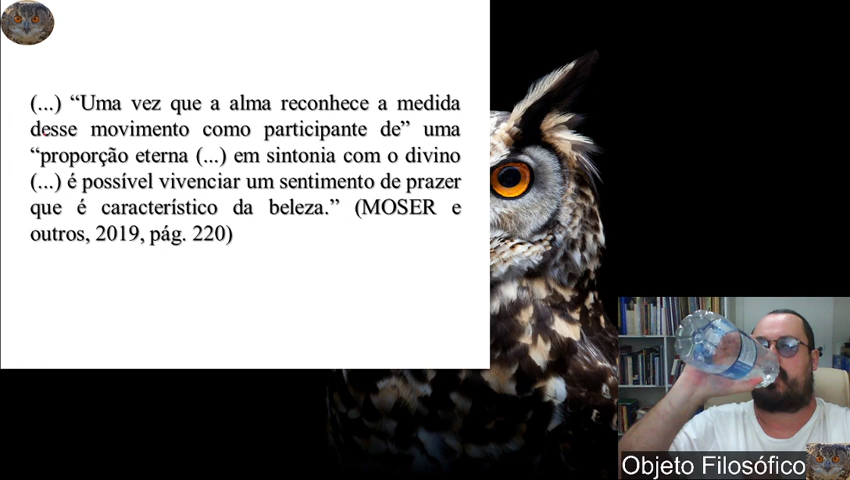 (...) “Uma vez que a alma reconhece a medida
desse movimento como participante de” uma
“proporção eterna (...) em sintonia com o divino
(...) é possível vivenciar um sentimento de prazer
que é característico da beleza.” (MOSER e
outros, 2019, pág. 220)
Objeto Filosófico